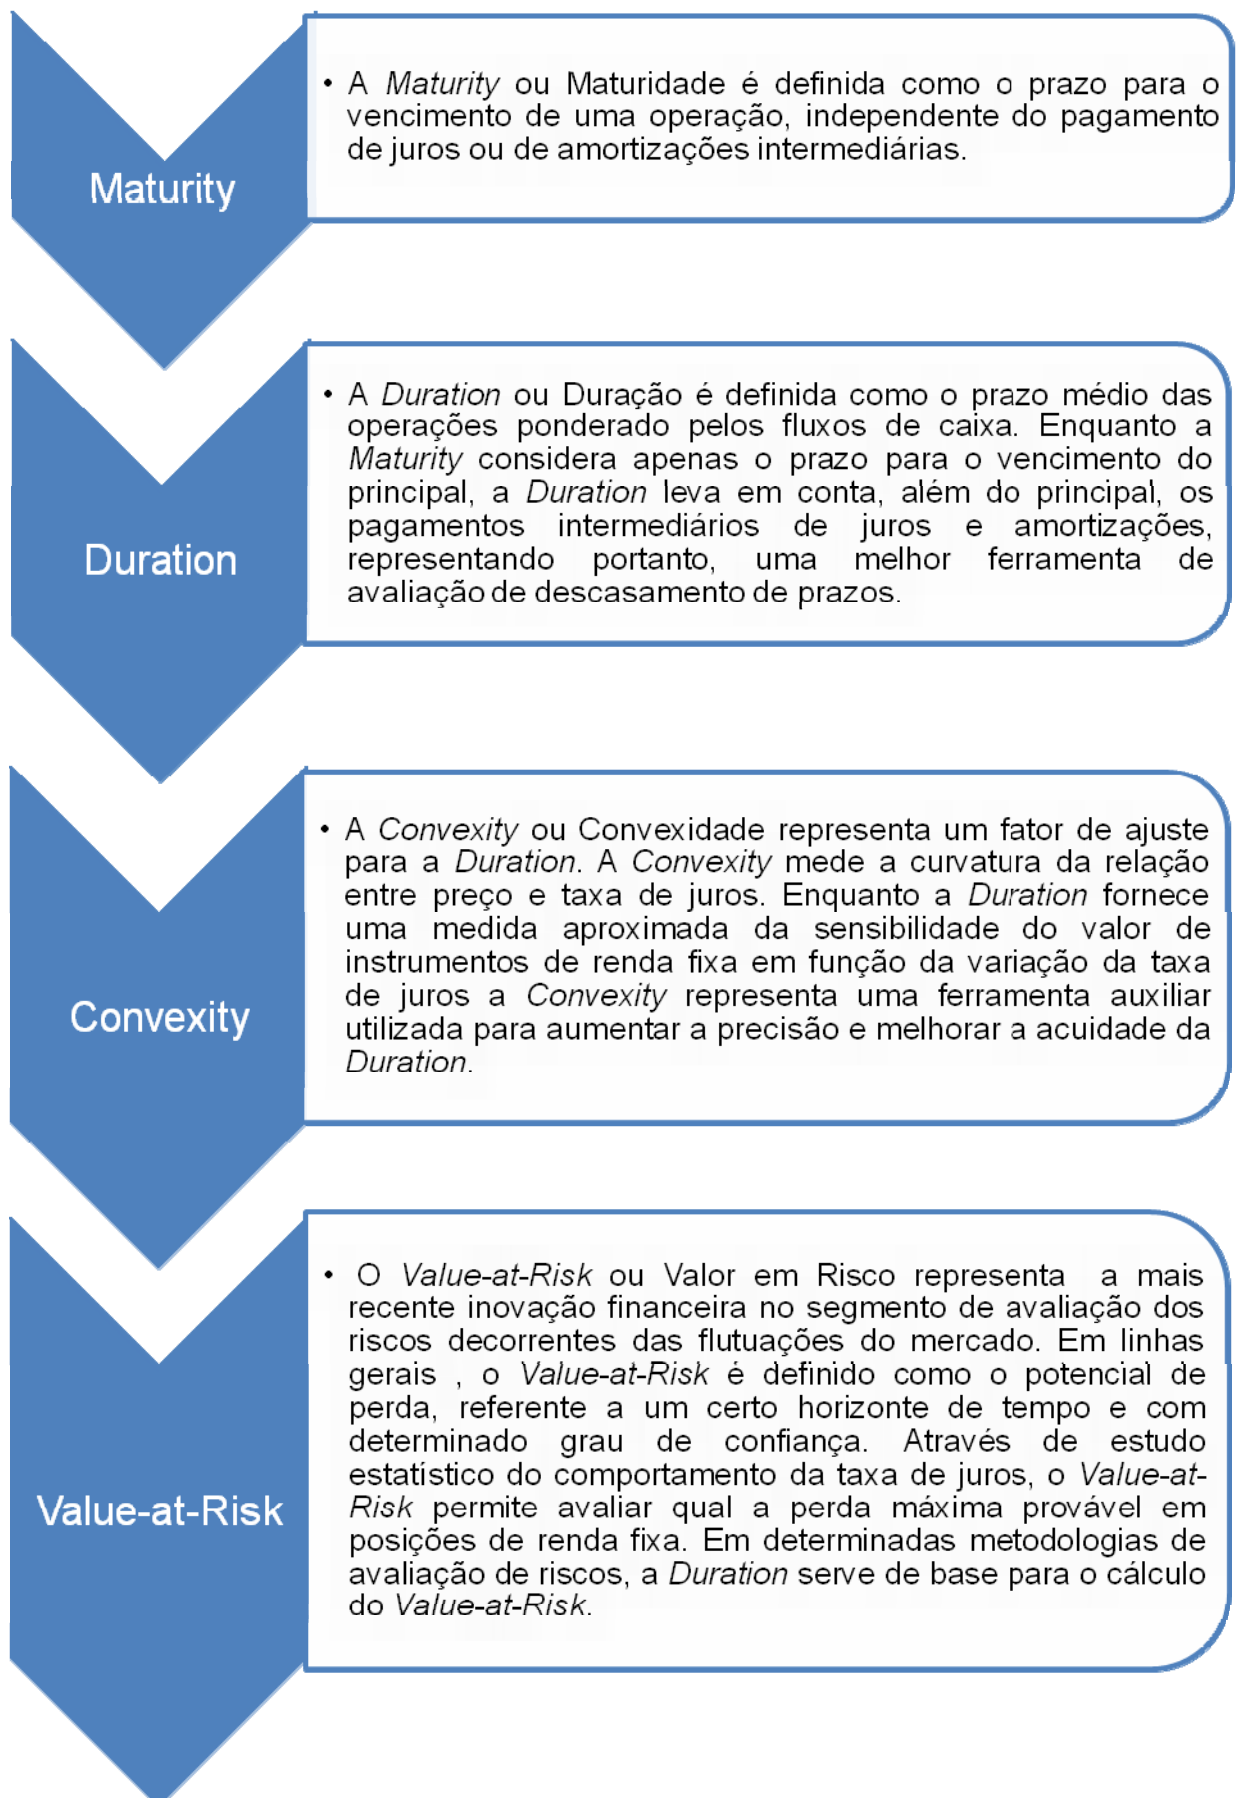 Maturity
• A Maturity ou Maturidade é definida como o prazo para o
vencimento de uma operação, independente do pagamento
de juros ou de amortizações intermediárias.
Duration
• A Duration ou Duração é definida como o prazo médio das
operações ponderado pelos fluxos de caixa. Enquanto a
Maturity considera apenas o prazo para o vencimento do
principal, a Duration leva em conta, além do principal, os
pagamentos intermediários de juros e amortizações,
representando portanto, uma melhor ferramenta de
avaliação de descasamento de prazos.
Convexity
• A Convexity ou Convexidade representa um fator de ajuste
para a Duration. A Convexity mede a curvatura da relação
entre preço e taxa de juros. Enquanto a Duration fornece
uma medida aproximada da sensibilidade do valor de
instrumentos de renda fixa em função da variação da taxa
de juros a Convexity representa uma ferramenta auxiliar
utilizada para aumentar a precisão e melhorar a acuidade da
Duration.
Value-at-Risk
• O Value-at-Risk ou Valor em Risco representa a mais
recente inovação financeira no segmento de avaliação dos
riscos decorrentes das flutuações do mercado. Em linhas
gerais , o Value-at-Risk é definido como o potencial de
perda, referente a um certo horizonte de tempo e com
determinado grau de confiança. Através de estudo
estatístico do comportamento da taxa de juros, o Value-at-
Risk permite avaliar qual a perda máxima provável em
posições de renda fixa. Em determinadas metodologias de
avaliação de riscos, a Duration serve de base para o cálculo
do Value-at-Risk.